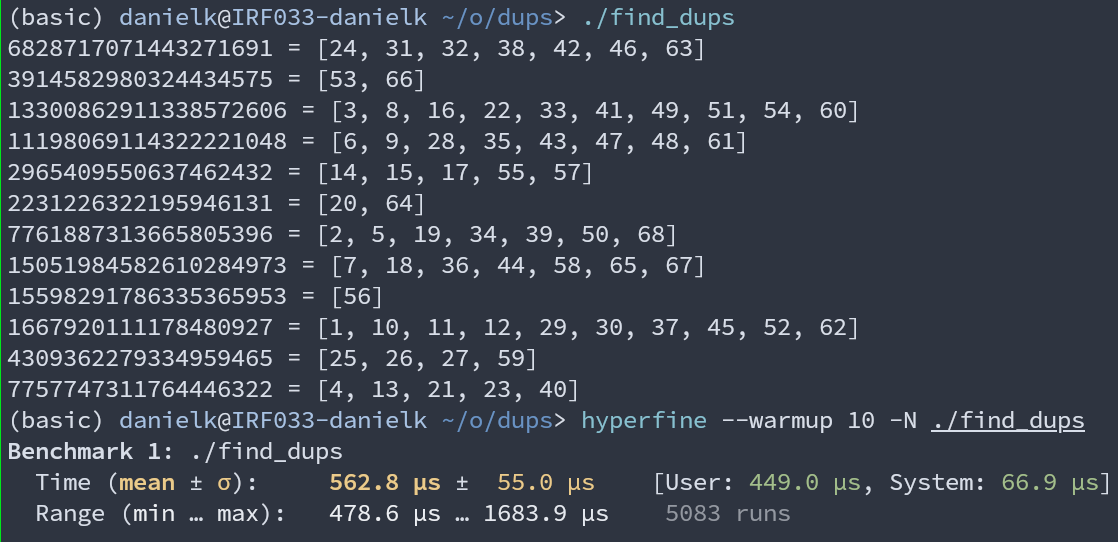 (basic) danielk@IRF033-danielk ~/o/dups> ./find_dups
6828717071443271691 = [24, 31, 32, 38, 42, 46, 63]
3914582980324434575 = [53, 66]
13300862911338572606 = [3, 8, 16, 22, 33, 41, 49, 51, 54, 60]
11198069114322221048 = [6, 9, 28, 35, 43, 47, 48, 61]
2965409550637462432 = [14, 15, 17, 55, 57]
2231226322195946131 = [20, 64]
7761887313665805396 = [2, 5, 19, 34, 39, 50, 68]
15051984582610284973 = [7, 18, 36, 44, 58, 65, 67]
15598291786335365953 = [56]
1667920111178480927 = [1, 10, 11, 12, 29, 30, 37, 45, 52, 62]
4309362279334959465 = [25, 26, 27, 59]
7757747311764446322 = [4, 13, 21, 23, 40]
(basic) danielk@IRF033-danielk ~/o/dups> hyperfine --warmup 10 -N ./find_dups
Benchmark 1: ./find_dups
  Time (mean ± σ):     562.8 µs ±  55.0 µs    [User: 449.0 µs, System: 66.9 µs]
  Range (min … max):   478.6 µs … 1683.9 µs    5083 runs